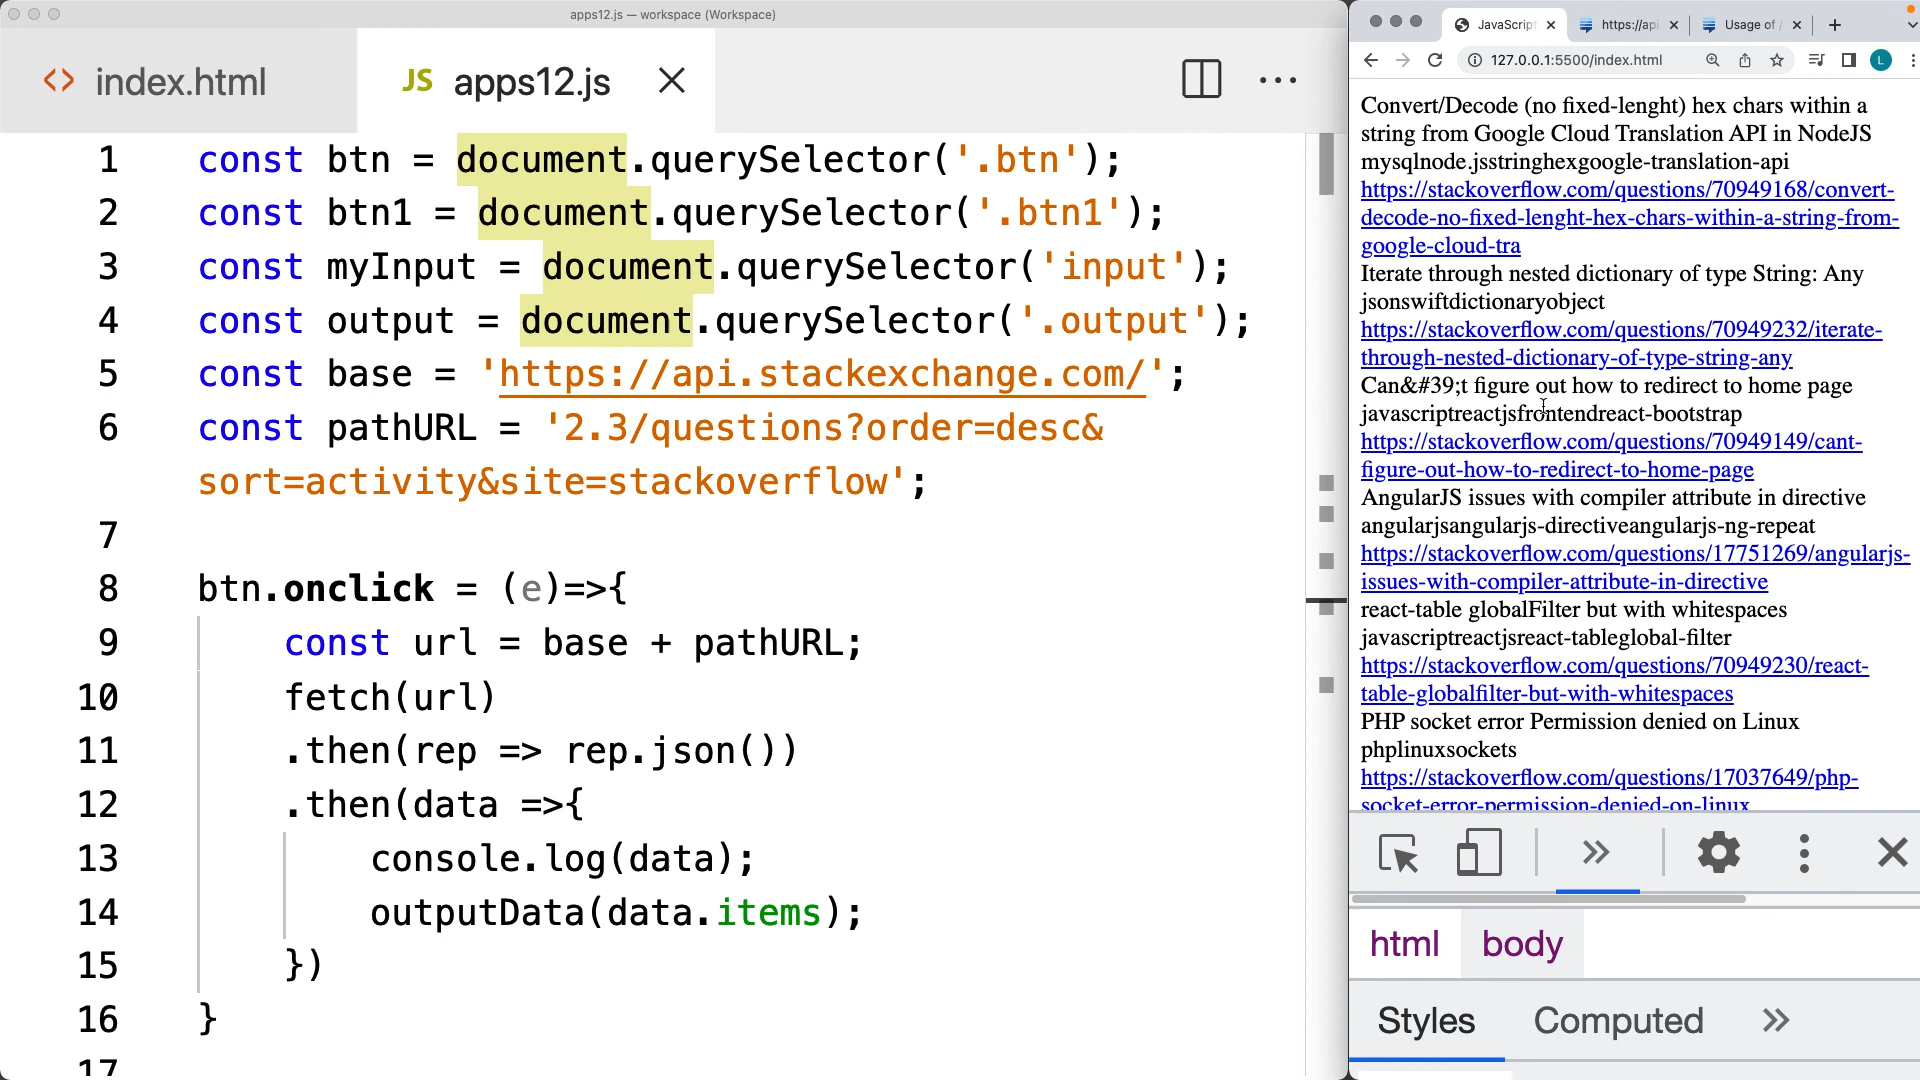 apps12.js — workspace (Workspace)
index.html
JS apps12.js
1 const btn = document.querySelector('.btn');
2 const btn1 = document.querySelector('.btn1');
3 const myInput = document.querySelector('input');
4 const output = document.querySelector('.output');
5 const base = 'https://api.stackexchange.com/';
6 const pathURL = '2.3/questions?order=desc&
sort=activity&site=stackoverflow';
7
8 btn.onclick = (e)=>{
9 const url = base + pathURL;
10 fetch(url)
11 .then(rep => rep.json())
12 .then(data =>{
13 console.log(data);
14 outputData(data.items);
15 })
16 }
17
JavaScript
https://api
Usage of /
127.0.0.1:5500/index.html
L
Convert/Decode (no fixed-lenght) hex chars within a
string from Google Cloud Translation API in NodeJS
mysqlnode.jsstringhexgoogle-translation-api
https://stackoverflow.com/questions/70949168/convert-
decode-no-fixed-lenght-hex-chars-within-a-string-from-
google-cloud-tra
Iterate through nested dictionary of type String: Any
jsonswiftdictionaryobject
https://stackoverflow.com/questions/70949232/iterate-
through-nested-dictionary-of-type-string-any
Can&#39;t figure out how to redirect to home page
javascriptreactjsfrontendreact-bootstrap
https://stackoverflow.com/questions/70949149/cant-
figure-out-how-to-redirect-to-home-page
AngularJS issues with compiler attribute in directive
angularjsangularjs-directiveangularjs-ng-repeat
https://stackoverflow.com/questions/17751269/angularjs-
issues-with-compiler-attribute-in-directive
react-table globalFilter but with whitespaces
javascriptreactjsreact-tableglobal-filter
https://stackoverflow.com/questions/70949230/react-
table-globalfilter-but-with-whitespaces
PHP socket error Permission denied on Linux
phplinuxsockets
https://stackoverflow.com/questions/17037649/php-
socket-error-permission-denied-on-linux
html body
Styles Computed